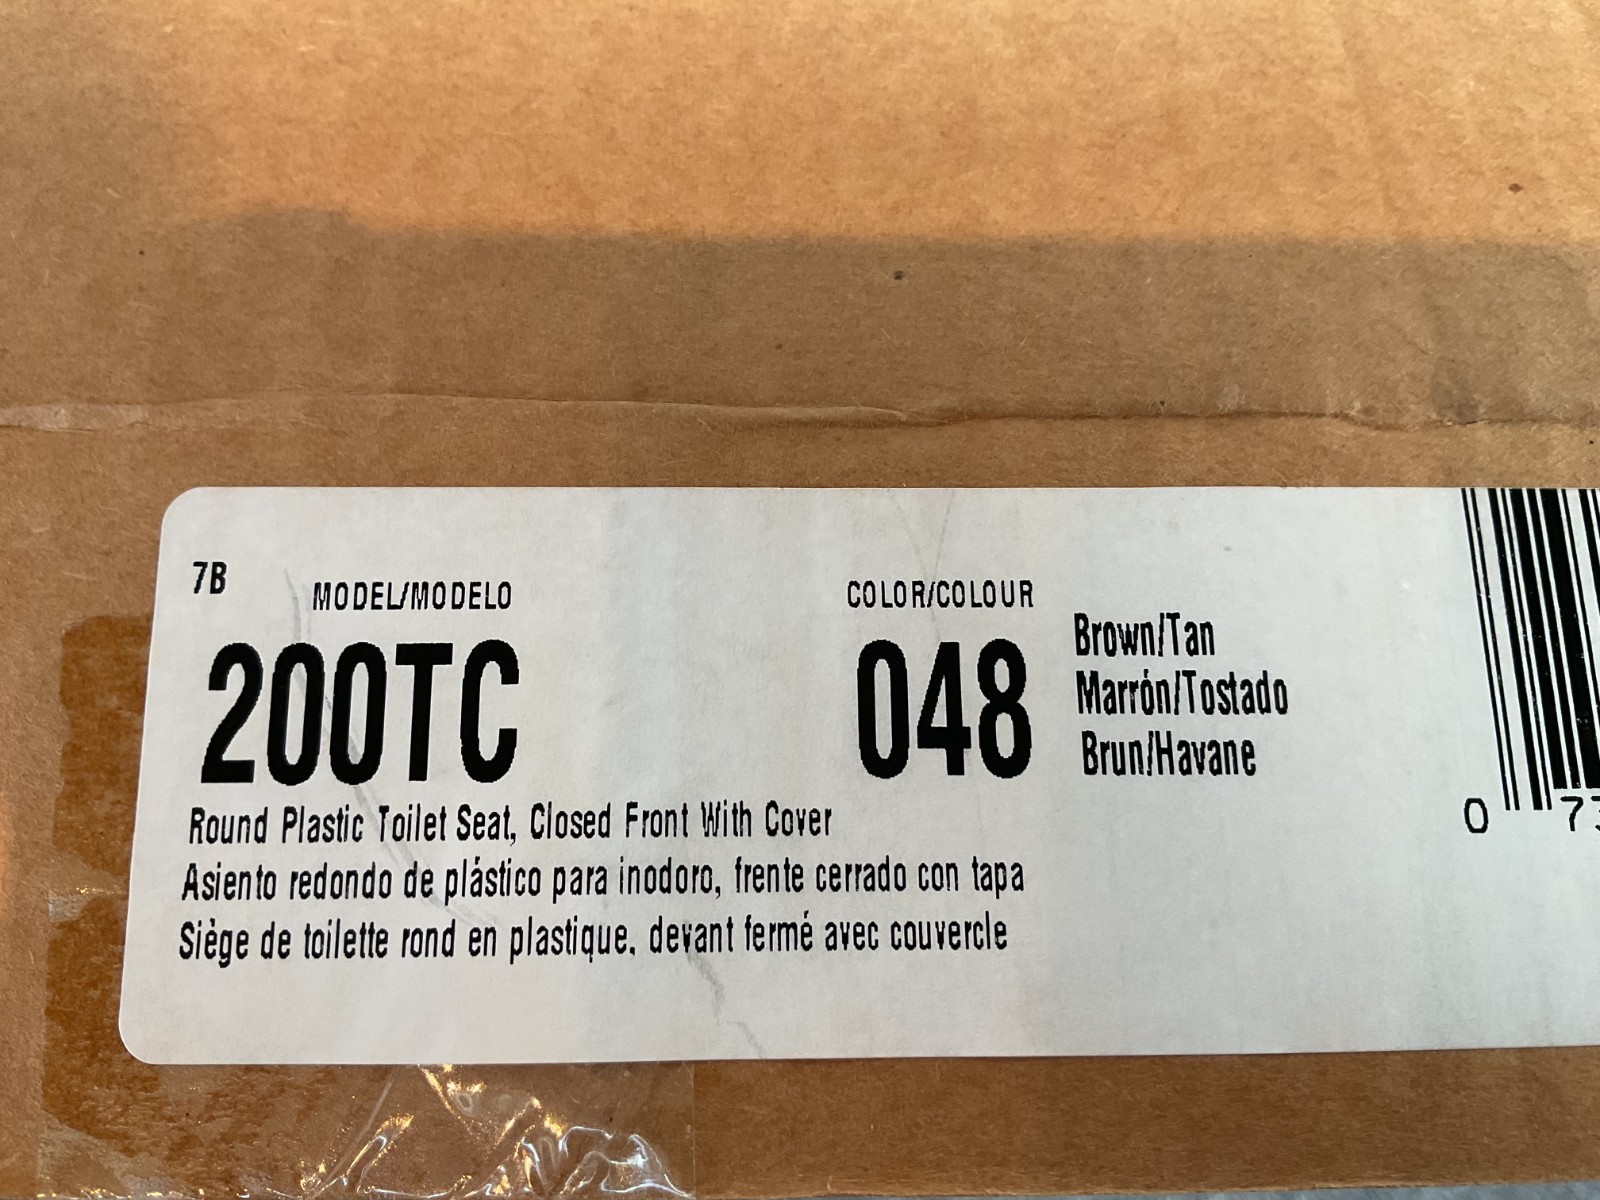 7B
MODEL/MODELO
200TC
COLOR/COLOUR
048
Brown/Tan
Marrón/Tostado
Brun/Havane
Round Plastic Toilet Seat, Closed Front With Cover
Asiento redondo de plástico para inodoro, frente cerrado con tapa
Siège de toilette rond en plastique, devant fermé avec couvercle
0 73